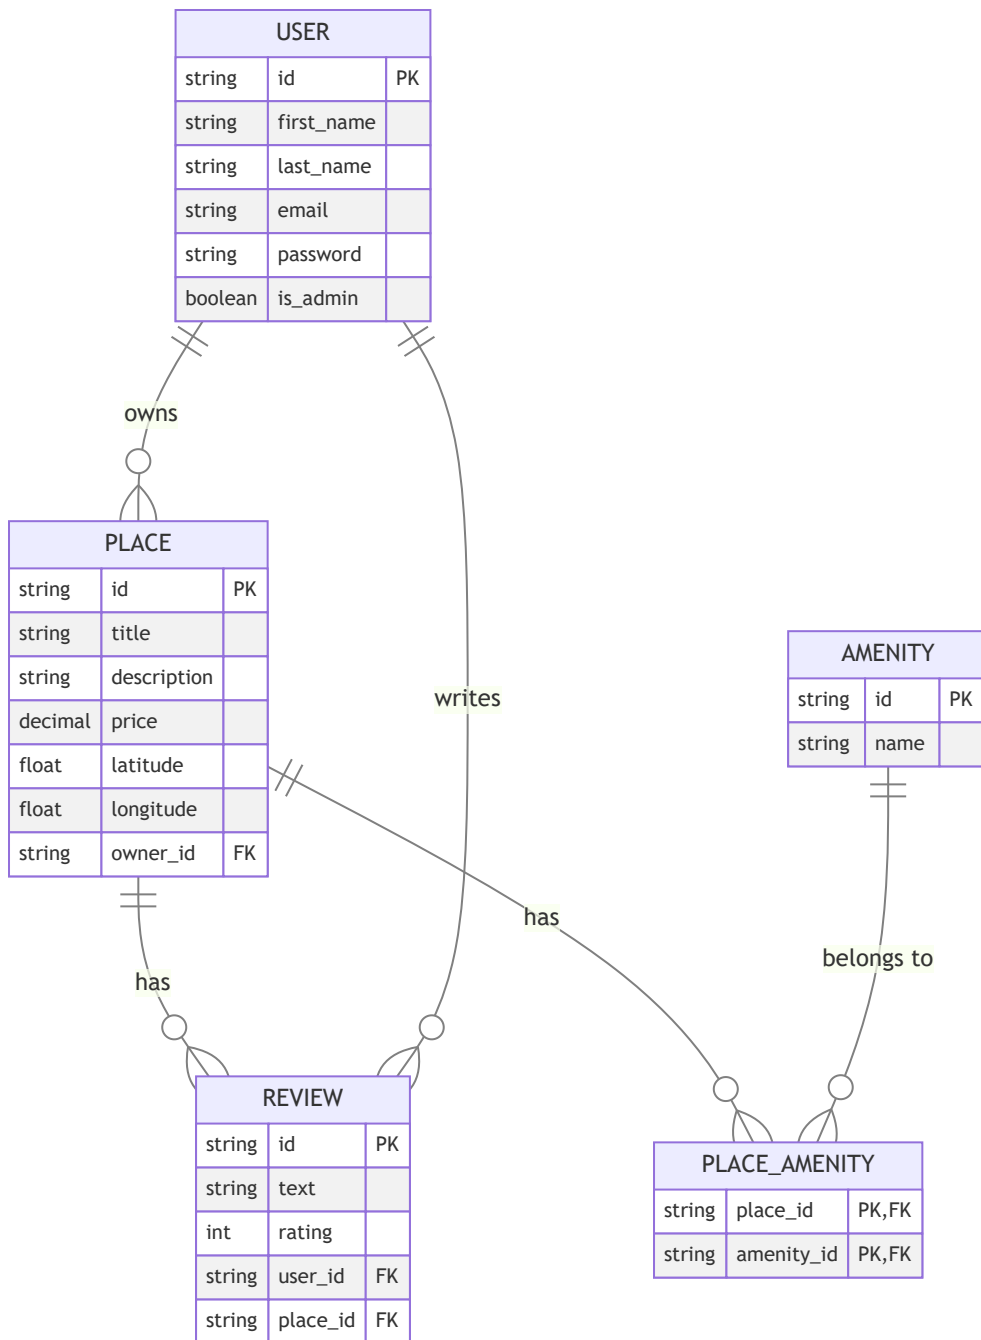 USER
string id PK
string first_name
string last_name
string email
string password
boolean is_admin
owns
PLACE
string id PK
string title
string description
decimal price
float latitude
float longitude
string owner_id FK
writes
AMENITY
string id PK
string name
has
belongs to
has
REVIEW
string id PK
string text
int rating
string user_id FK
string place_id FK
PLACE_AMENITY
string place_id PK,FK
string amenity_id PK,FK